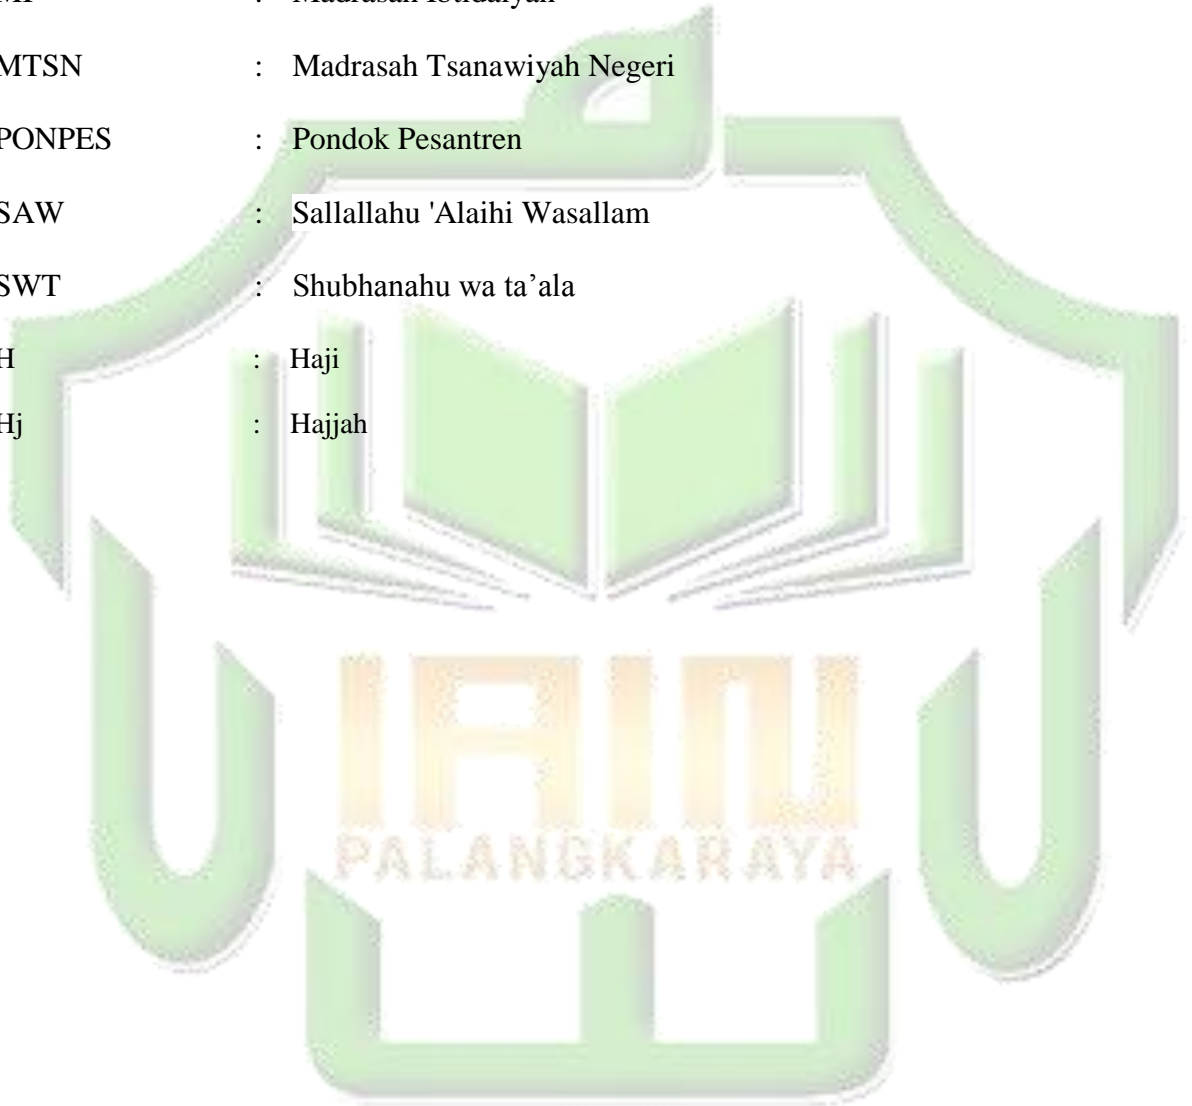 MTSN : Madrasah Tsanawiyah Negeri
PONPES : Pondok Pesantren
SAW : Sallallahu 'Alaihi Wasallam
SWT : Shubhanahu wa ta’ala
H : Haji
Hj : Hajjah
IAIN
PALANGKARAYA